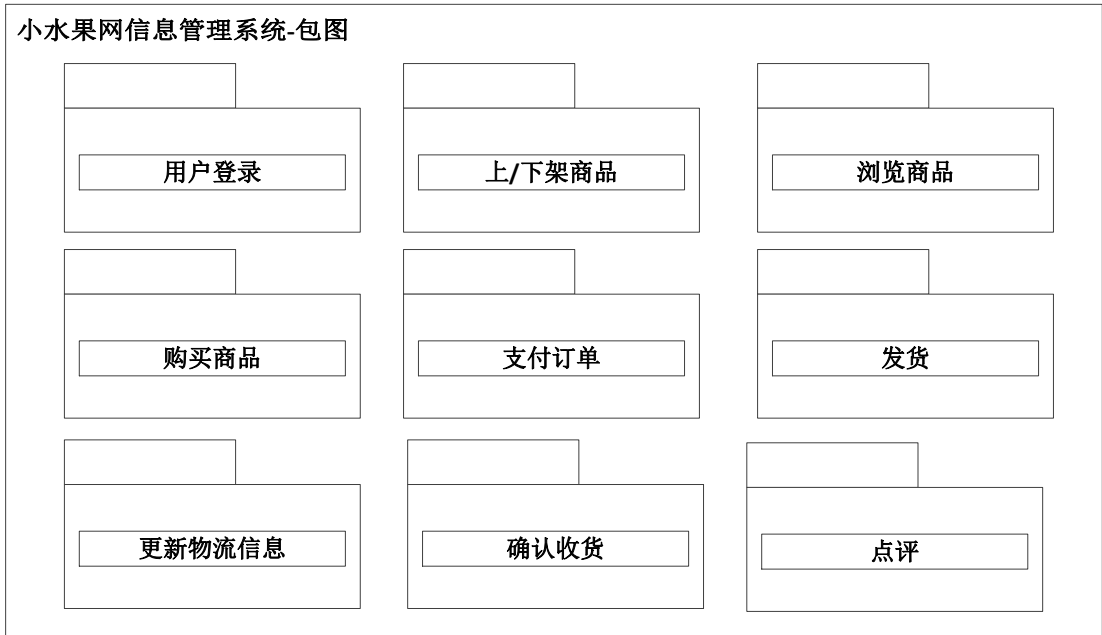 小水果网信息管理系统-包图
用户登录
上/下架商品
浏览商品
购买商品
支付订单
发货
更新物流信息
确认收货
点评